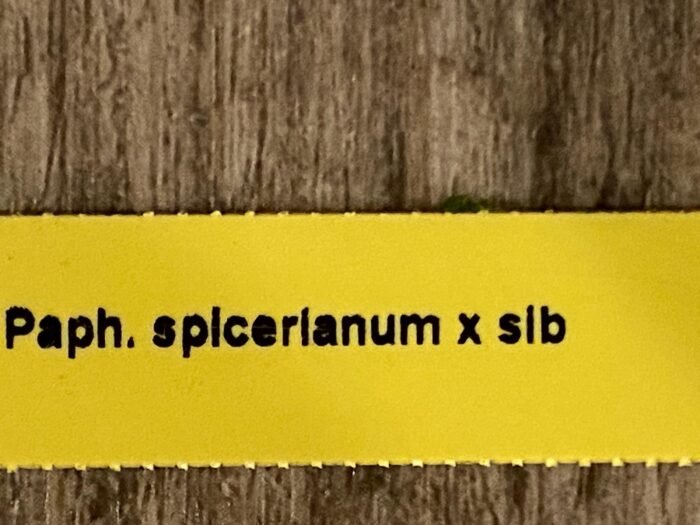 Paph. spicerianum x sib